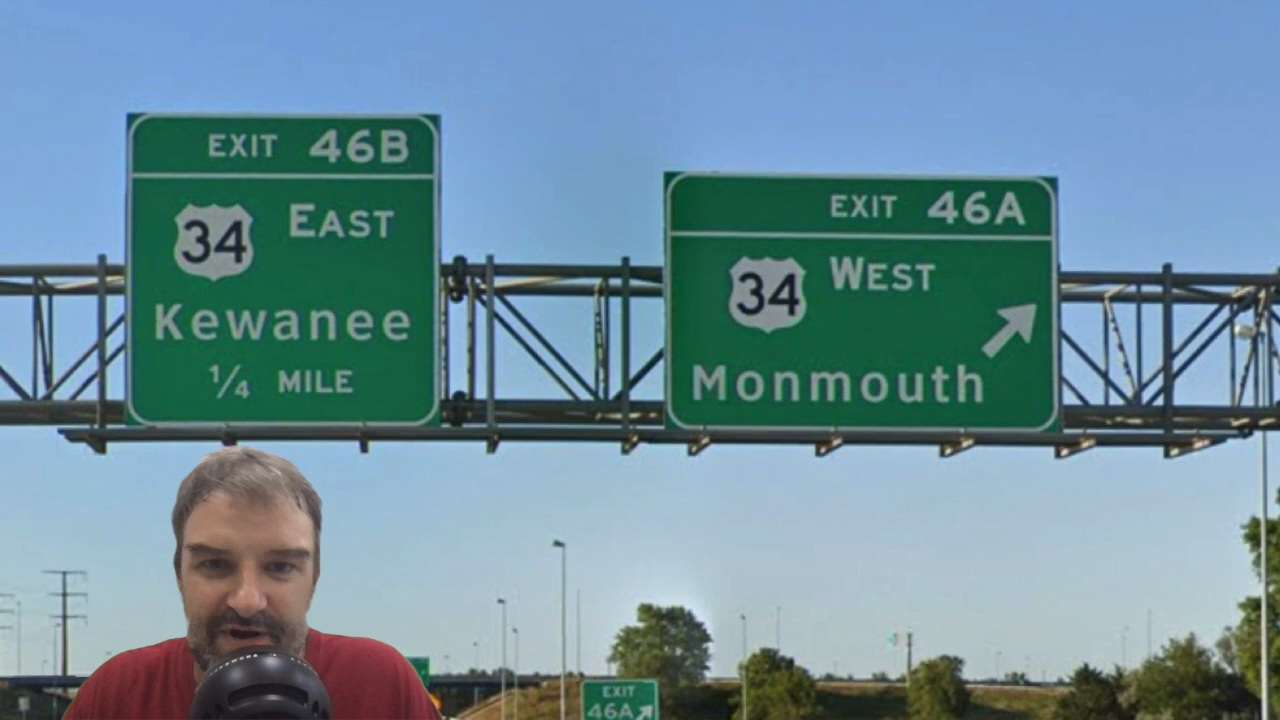 EXIT 46B
34 EAST
Kewanee
1/4 MILE
EXIT 46A
34 WEST
Monmouth
EXIT
46A